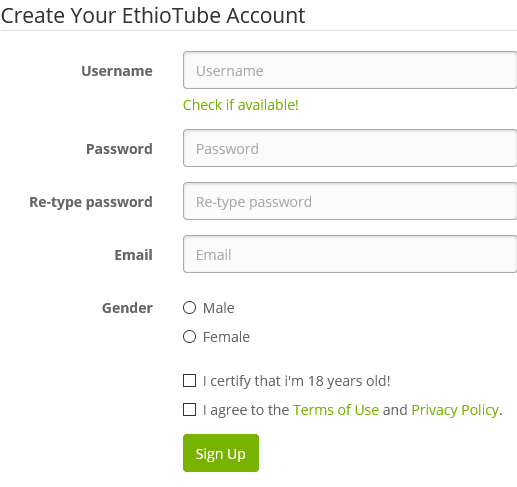 Create Your EthioTube Account
Username Username
Check if available!
Password Password
Re-type password Re-type password
Email Email
Gender Male
Female
I certify that i'm 18 years old!
I agree to the Terms of Use and Privacy Policy.
Sign Up